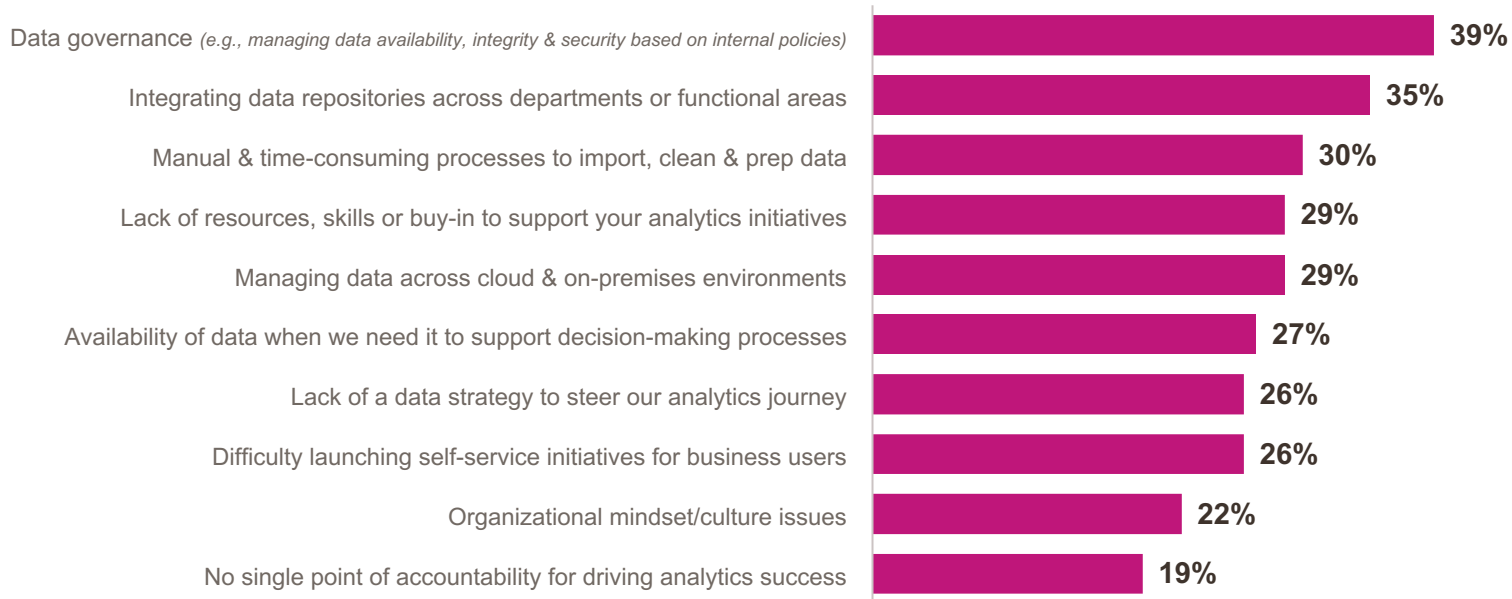 Data governance (e.g., managing data availability, integrity & security based on internal policies) 39%
Integrating data repositories across departments or functional areas 35%
Manual & time-consuming processes to import, clean & prep data 30%
Lack of resources, skills or buy-in to support your analytics initiatives 29%
Managing data across cloud & on-premises environments 29%
Availability of data when we need it to support decision-making processes 27%
Lack of a data strategy to steer our analytics journey 26%
Difficulty launching self-service initiatives for business users 26%
Organizational mindset/culture issues 22%
No single point of accountability for driving analytics success 19%